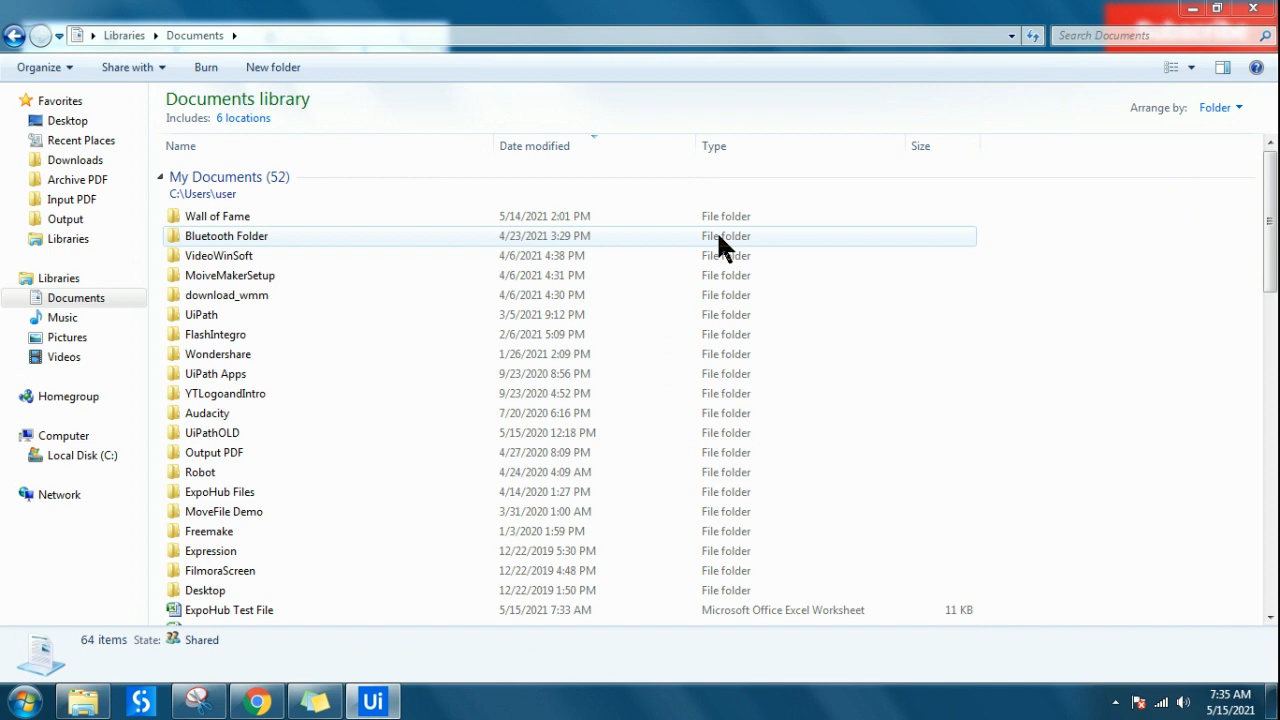 Libraries Documents
Search Documents
Organize Share with Burn New folder
Favorites
Desktop
Recent Places
Downloads
Archive PDF
Input PDF
Output
Libraries
Libraries
Documents
Music
Pictures
Videos
Homegroup
Computer
Local Disk (C:)
Network
Documents library
Includes: 6 locations
Arrange by: Folder
Name Date modified Type Size
My Documents (52)
C:\Users\user
Wall of Fame 5/14/2021 2:01 PM File folder
Bluetooth Folder 4/23/2021 3:29 PM File folder
VideoWinSoft 4/6/2021 4:38 PM File folder
MoiveMakerSetup 4/6/2021 4:31 PM File folder
download_wmm 4/6/2021 4:30 PM File folder
UiPath 3/5/2021 9:12 PM File folder
FlashIntegro 2/6/2021 5:09 PM File folder
Wondershare 1/26/2021 2:09 PM File folder
UiPath Apps 9/23/2020 8:56 PM File folder
YTLogoandIntro 9/23/2020 4:52 PM File folder
Audacity 7/20/2020 6:16 PM File folder
UiPathOLD 5/15/2020 12:18 PM File folder
Output PDF 4/27/2020 8:09 PM File folder
Robot 4/24/2020 4:09 AM File folder
ExpoHub Files 4/14/2020 1:27 PM File folder
MoveFile Demo 3/31/2020 1:00 AM File folder
Freemake 1/3/2020 1:59 PM File folder
Expression 12/22/2019 5:30 PM File folder
FilmoraScreen 12/22/2019 4:48 PM File folder
Desktop 12/22/2019 1:50 PM File folder
ExpoHub Test File 5/15/2021 7:33 AM Microsoft Office Excel Worksheet 11 KB
64 items State: Shared
Ui
7:35 AM
5/15/2021